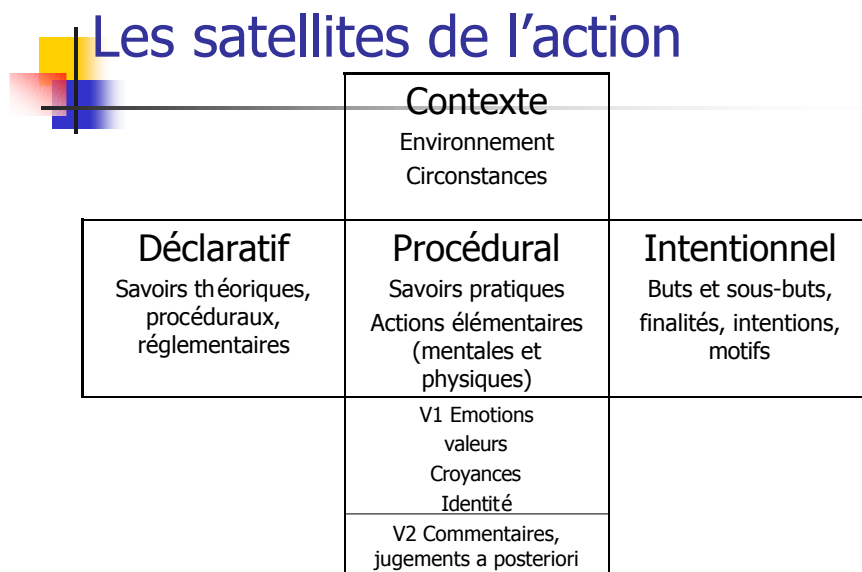 Les satellites de l’action
Contexte
Environnement
Circonstances
Déclaratif
Savoirs théoriques,
procéduraux,
réglementaires
Procédural
Savoirs pratiques
Actions élémentaires
(mentales et
physiques)
Intentionnel
Buts et sous-buts,
finalités, intentions,
motifs
V1 Emotions
valeurs
Croyances
Identité
V2 Commentaires,
jugements a posteriori